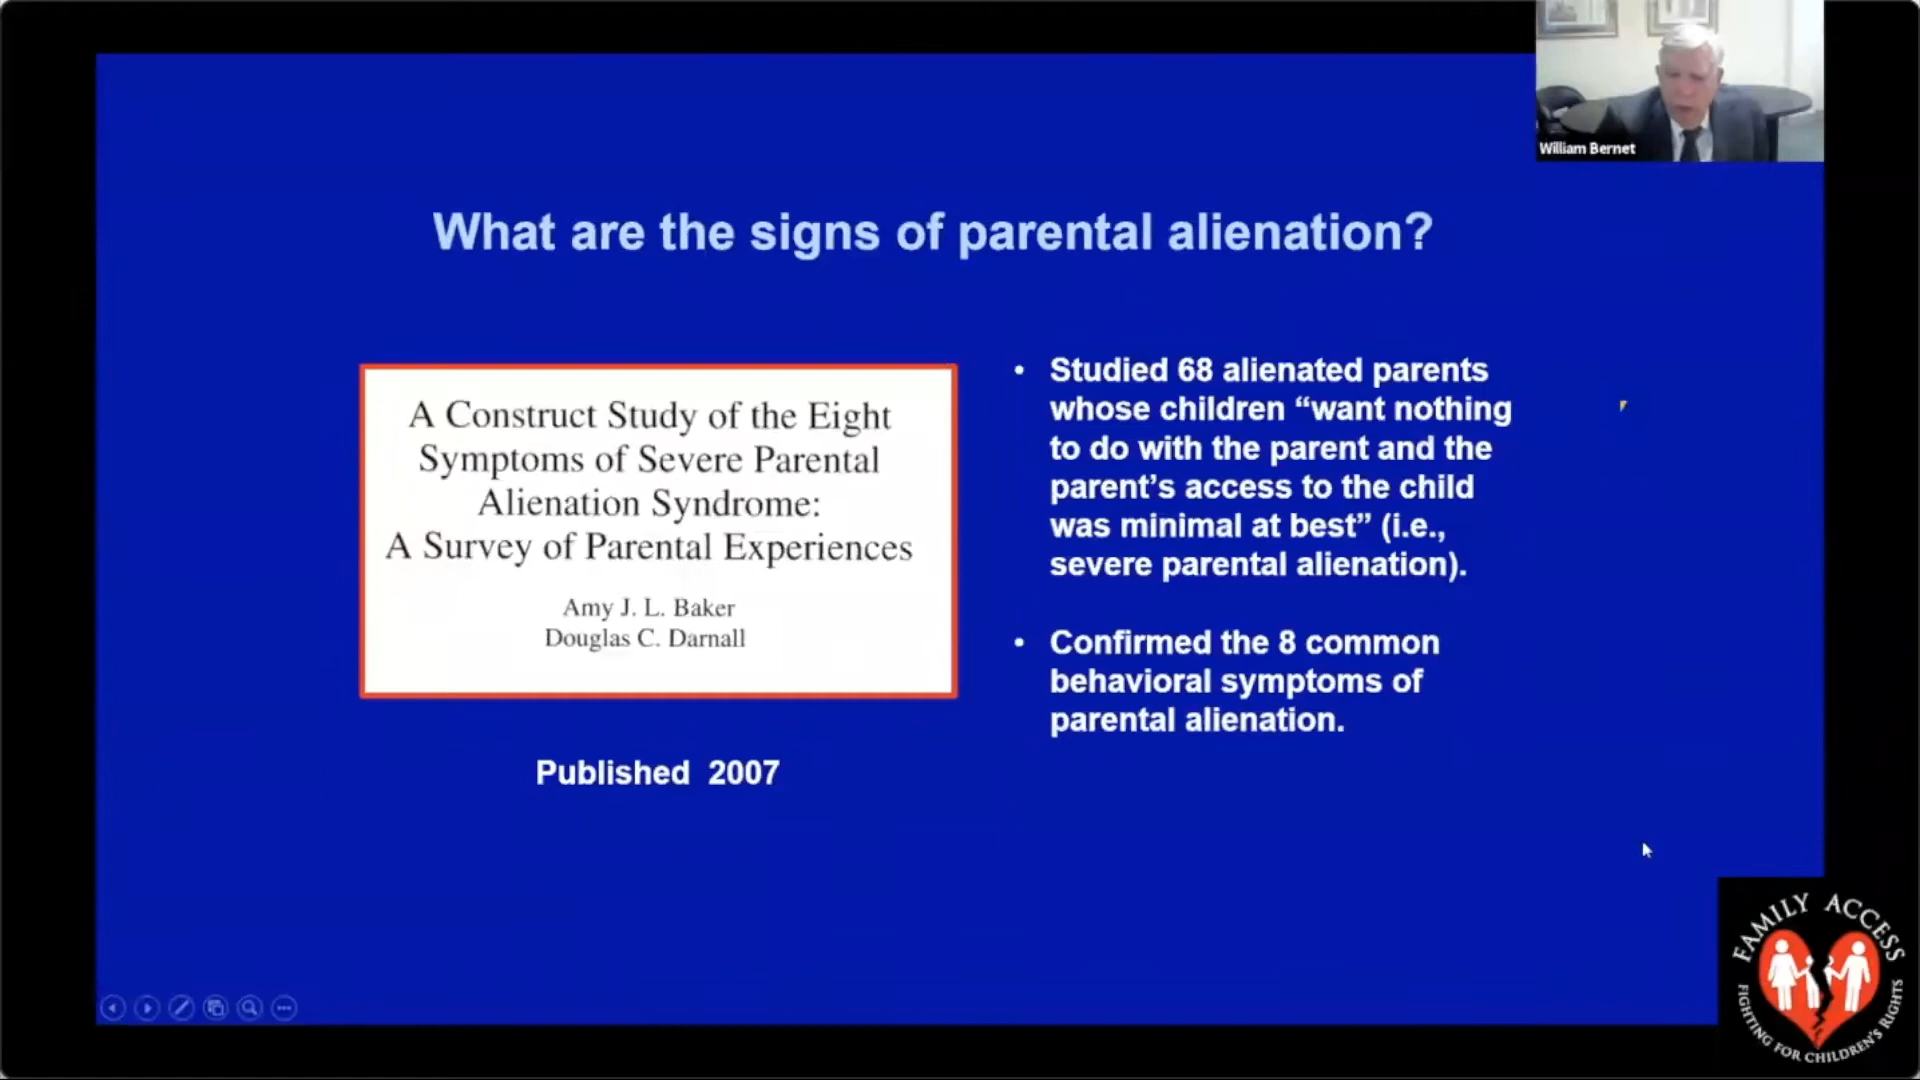 William Bernet
What are the signs of parental alienation?
A Construct Study of the Eight
Symptoms of Severe Parental
Alienation Syndrome:
A Survey of Parental Experiences
Amy J. L. Baker
Douglas C. Darnall
Published 2007
• Studied 68 alienated parents
whose children “want nothing
to do with the parent and the
parent’s access to the child
was minimal at best” (i.e.,
severe parental alienation).
• Confirmed the 8 common
behavioral symptoms of
parental alienation.
FAMILY ACCESS
FIGHTING FOR CHILDREN'S RIGHTS